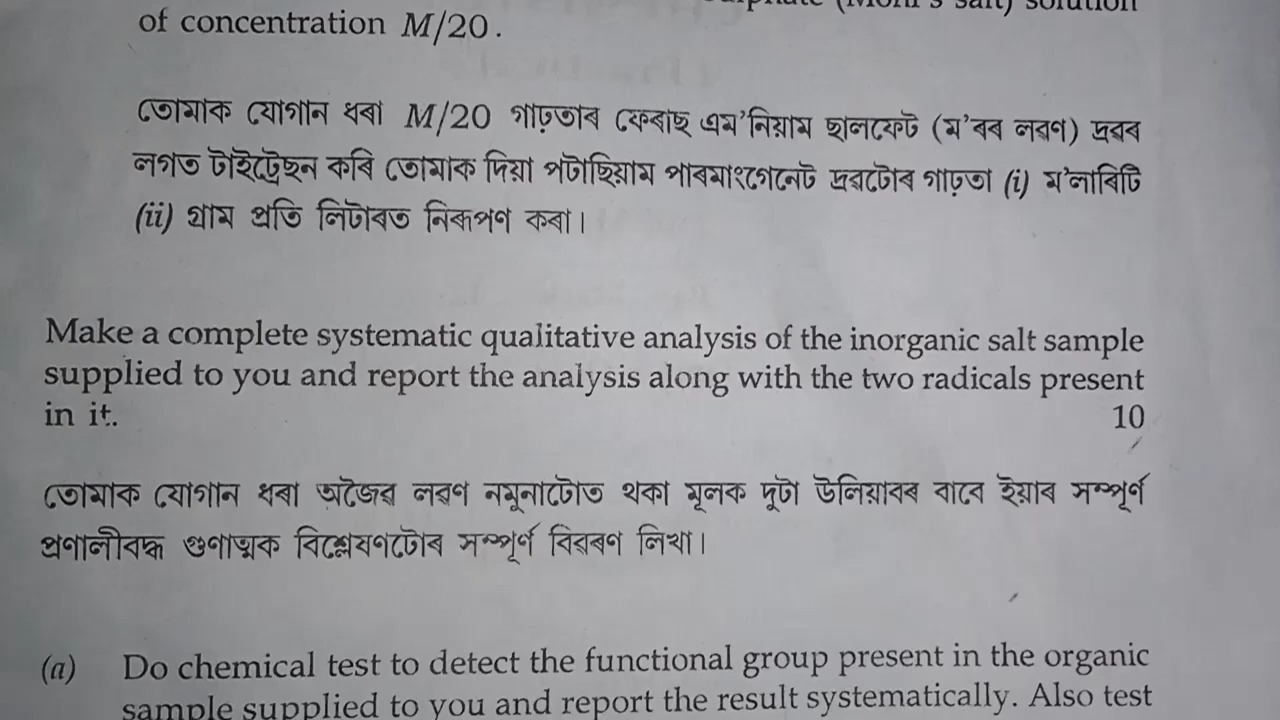 (Mohr's salt) solution
of concentration M/20.
তোমাক যোগান ধৰা M/20 গাঢ়তাৰ ফেৰাছ এম'নিয়াম ছালফেট (ম'ৰৰ লৱণ) দ্ৰৱৰ
লগত টাইট্ৰেছন কৰি তোমাক দিয়া পটাছিয়াম পাৰমাংগেনেট দ্ৰৱটোৰ গাঢ়তা (i) ম'লাৰিটি
(ii) গ্ৰাম প্ৰতি লিটাৰত নিৰূপণ কৰা।
Make a complete systematic qualitative analysis of the inorganic salt sample
supplied to you and report the analysis along with the two radicals present
in it. 10
তোমাক যোগান ধৰা অজৈৱ লৱণ নমুনাটোত থকা মূলক দুটা উলিয়াবৰ বাবে ইয়াৰ সম্পূৰ্ণ
প্ৰণালীবদ্ধ গুণাত্মক বিশ্লেষণটোৰ সম্পূৰ্ণ বিৱৰণ লিখা।
(a) Do chemical test to detect the functional group present in the organic
sample supplied to you and report the result systematically. Also test